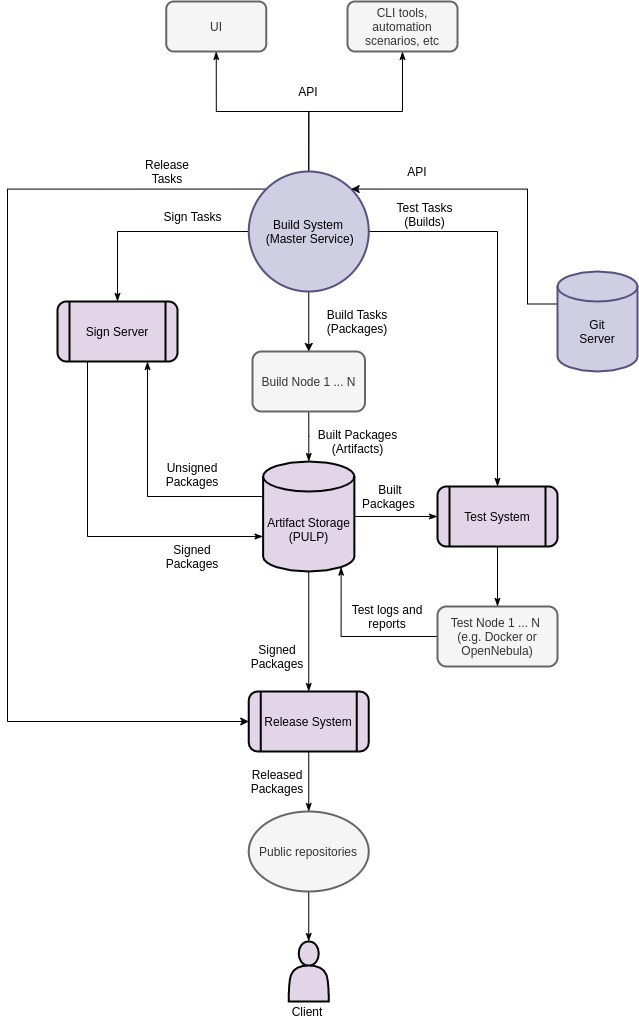 UI
CLI tools,
automation
scenarios, etc
API
Release
Tasks
API
Sign Tasks
Build System
(Master Service)
Test Tasks
(Builds)
Sign Server
Build Tasks
(Packages)
Git
Server
Build Node 1 ... N
Built Packages
(Artifacts)
Unsigned
Packages
Built
Packages
Artifact Storage
(PULP)
Test System
Signed
Packages
Test logs and
reports
Test Node 1 ... N
(e.g. Docker or
OpenNebula)
Signed
Packages
Release System
Released
Packages
Public repositories
Client